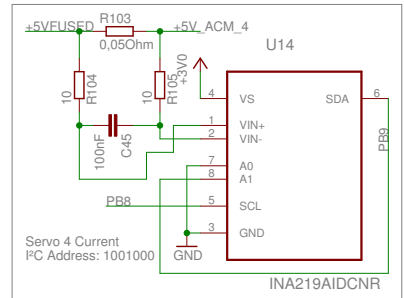 R103
+5VFUSED
+5V_ACM_4
0,05Ohm
U14
10
R104
10
R105
+3V0
100nF
C45
4
VS
SDA
6
1
VIN+
2
VIN-
PB9
7
A0
8
A1
PB8
5
SCL
3
GND
GND
Servo 4 Current
I²C Address: 1001000
INA219AIDCNR